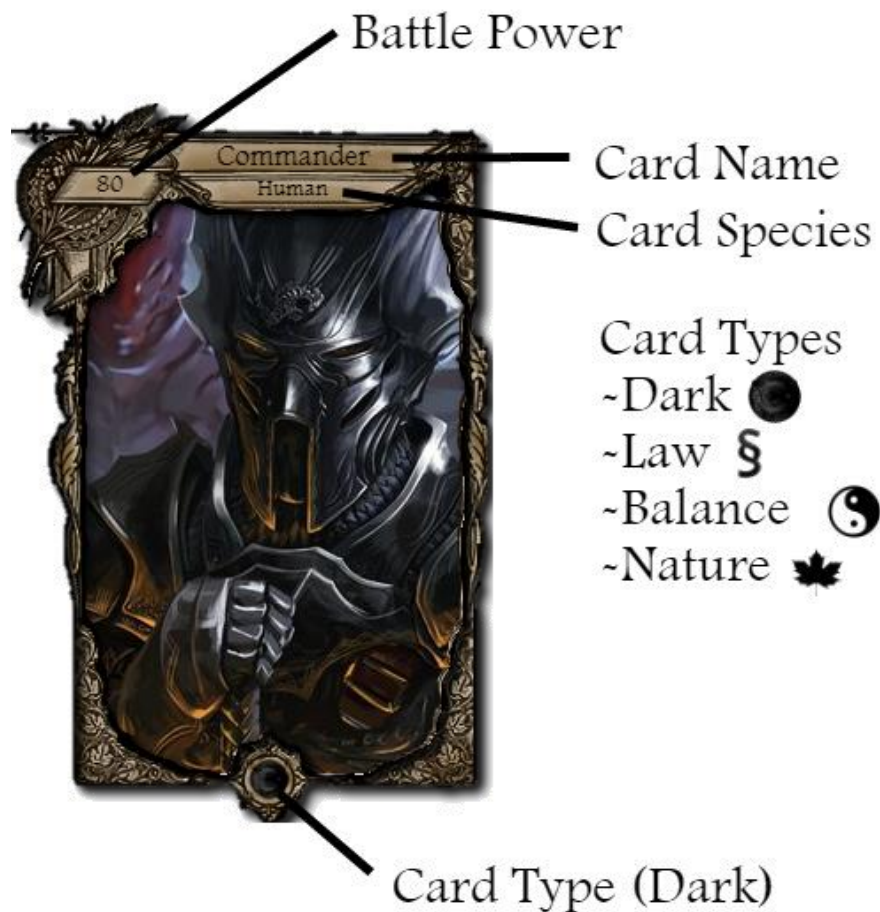 Battle Power
Commander
80
Human
Card Name
Card Species
Card Types
~Dark
~Law §
~Balance
~Nature
Card Type (Dark)